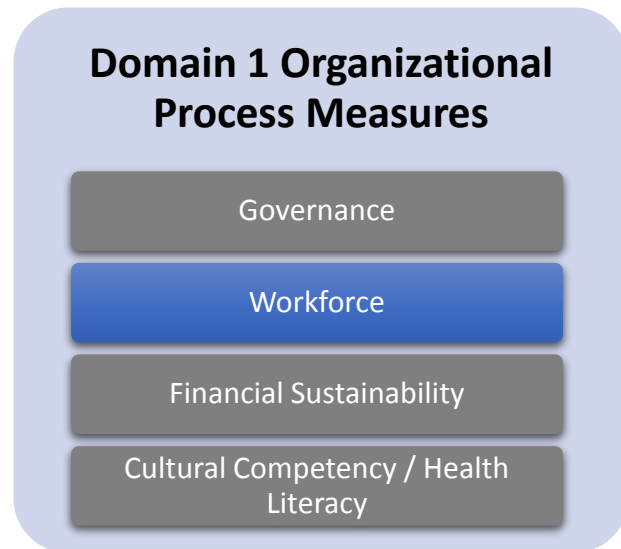 Domain 1 Organizational
Process Measures
Governance
Workforce
Financial Sustainability
Cultural Competency / Health
Literacy